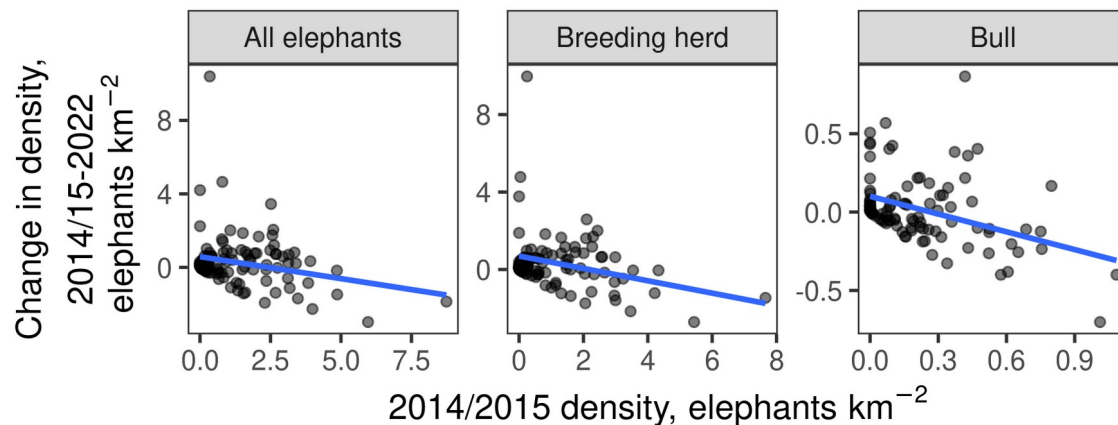 All elephants
Breeding herd
Bull
Change in density,
2014/15-2022
elephants km⁻²
8
4
0
8
4
0
0.5
0.0
-0.5
0.0 2.5 5.0 7.5
0 2 4 6 8
0.0 0.3 0.6 0.9
2014/2015 density, elephants km⁻²